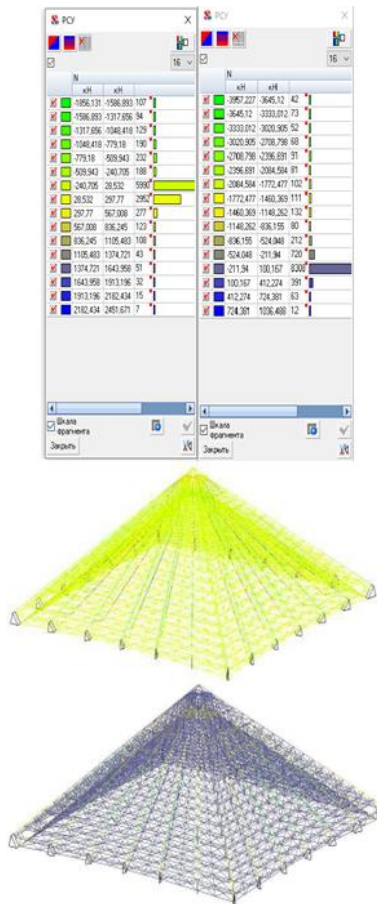 РСУ
16
N
кН кН
-1856,131 -1586,893 107
-1586,893 -1317,656 94
-1317,656 -1048,418 129
-1048,418 -779,18 190
-779,18 -509,943 232
-509,943 -240,705 188
-240,705 28,532 5990
28,532 297,77 2952
297,77 567,008 277
567,008 836,245 123
836,245 1105,483 108
1105,483 1374,721 43
1374,721 1643,958 51
1643,958 1913,196 32
1913,196 2182,434 15
2182,434 2451,671 7
Шкала
фрагмента
Закрыть
РСУ
16
N
кН кН
-3957,227 -3645,12 42
-3645,12 -3333,012 73
-3333,012 -3020,905 52
-3020,905 -2708,798 68
-2708,798 -2396,691 91
-2396,691 -2084,584 81
-2084,584 -1772,477 102
-1772,477 -1460,369 111
-1460,369 -1148,262 132
-1148,262 -836,155 80
-836,155 -524,048 212
-524,048 -211,94 720
-211,94 100,167 8308
100,167 412,274 391
412,274 724,381 63
724,381 1036,488 12
Шкала
фрагмента
Закрыть